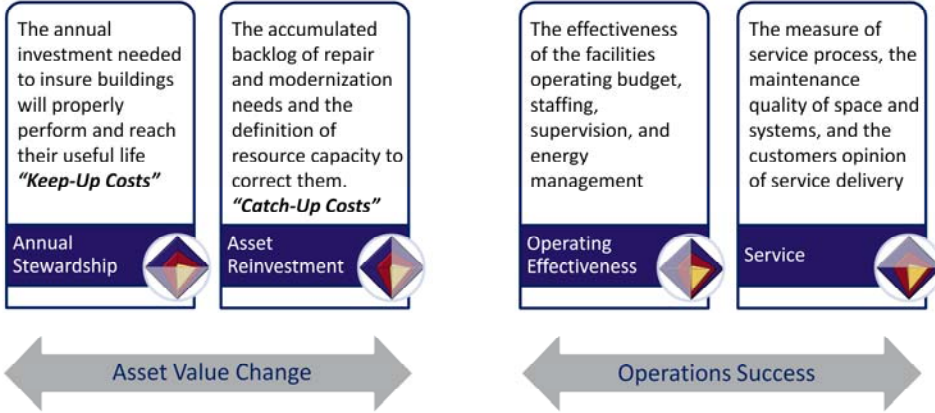 The annual
investment needed
to insure buildings
will properly
perform and reach
their useful life
“Keep-Up Costs”
Annual
Stewardship
The accumulated
backlog of repair
and modernization
needs and the
definition of
resource capacity to
correct them.
“Catch-Up Costs”
Asset
Reinvestment
The effectiveness
of the facilities
operating budget,
staffing,
supervision, and
energy
management
Operating
Effectiveness
The measure of
service process, the
maintenance
quality of space and
systems, and the
customers opinion
of service delivery
Service
Asset Value Change
Operations Success